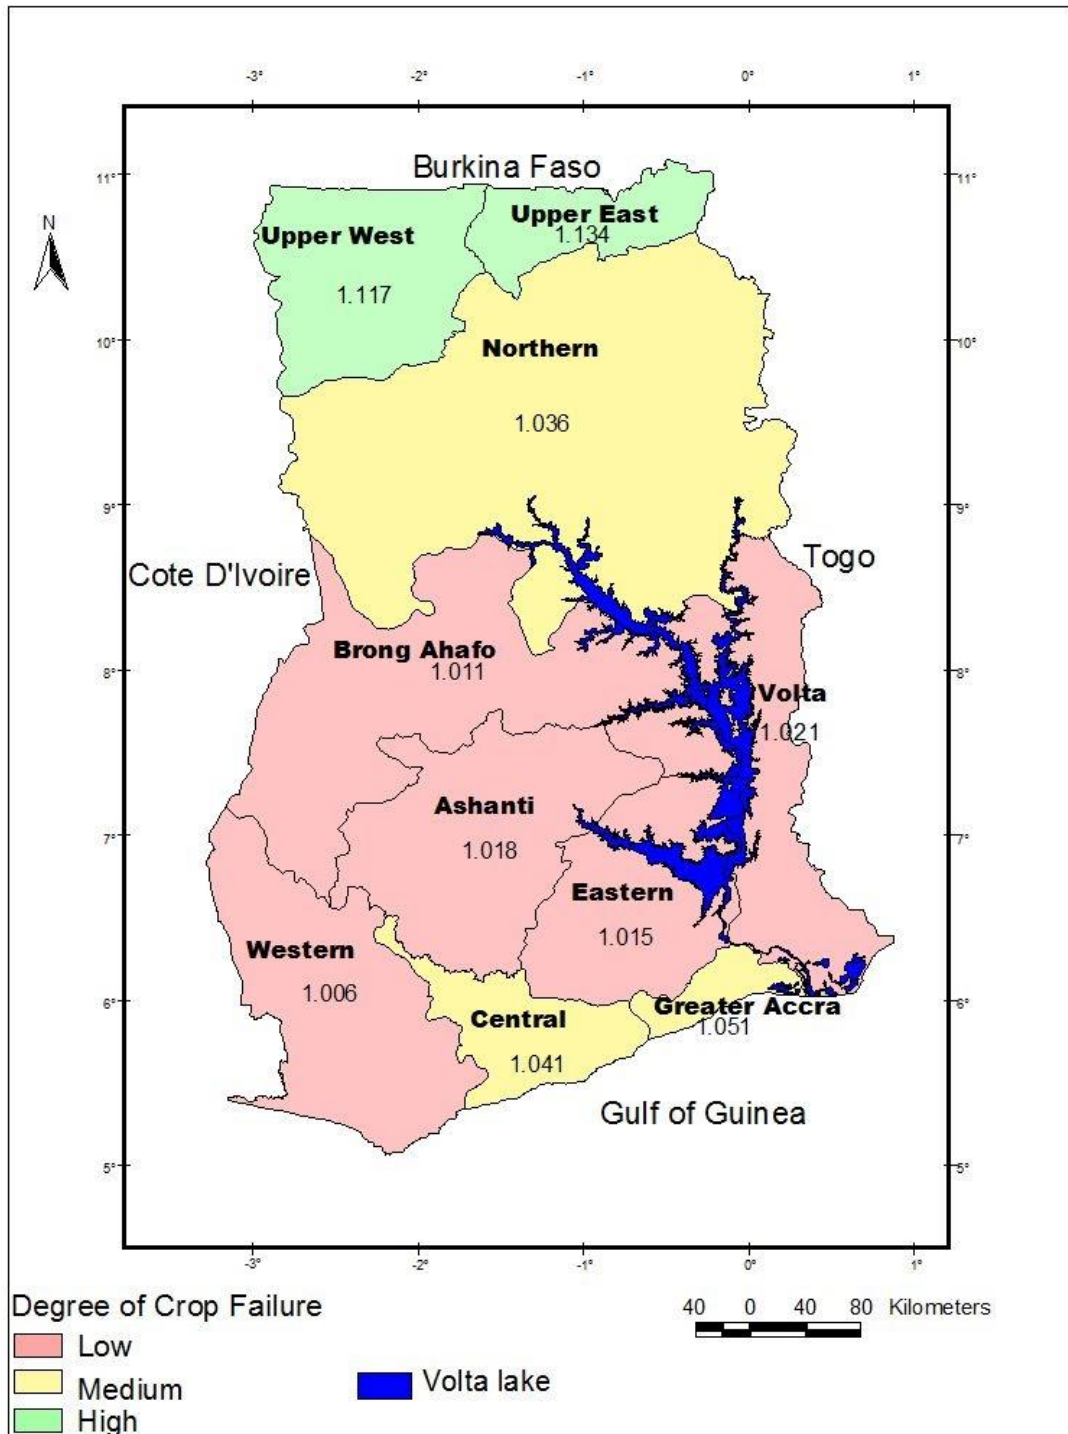 -3° -2° -1° 0° 1°
Burkina Faso
11° 11°
N
Upper East
1.134
Upper West
1.117
10° 10°
Northern
1.036
9° 9°
Togo
Cote D'Ivoire
Brong Ahafo
1.011
8° 8°
Volta
1.021
Ashanti
1.018
7° 7°
Eastern
1.015
Western
1.006
6° 6°
Greater Accra
1.051
Central
1.041
Gulf of Guinea
5° 5°
-3° -2° -1° 0° 1°
Degree of Crop Failure
40 0 40 80 Kilometers
Low
Medium
Volta lake
High